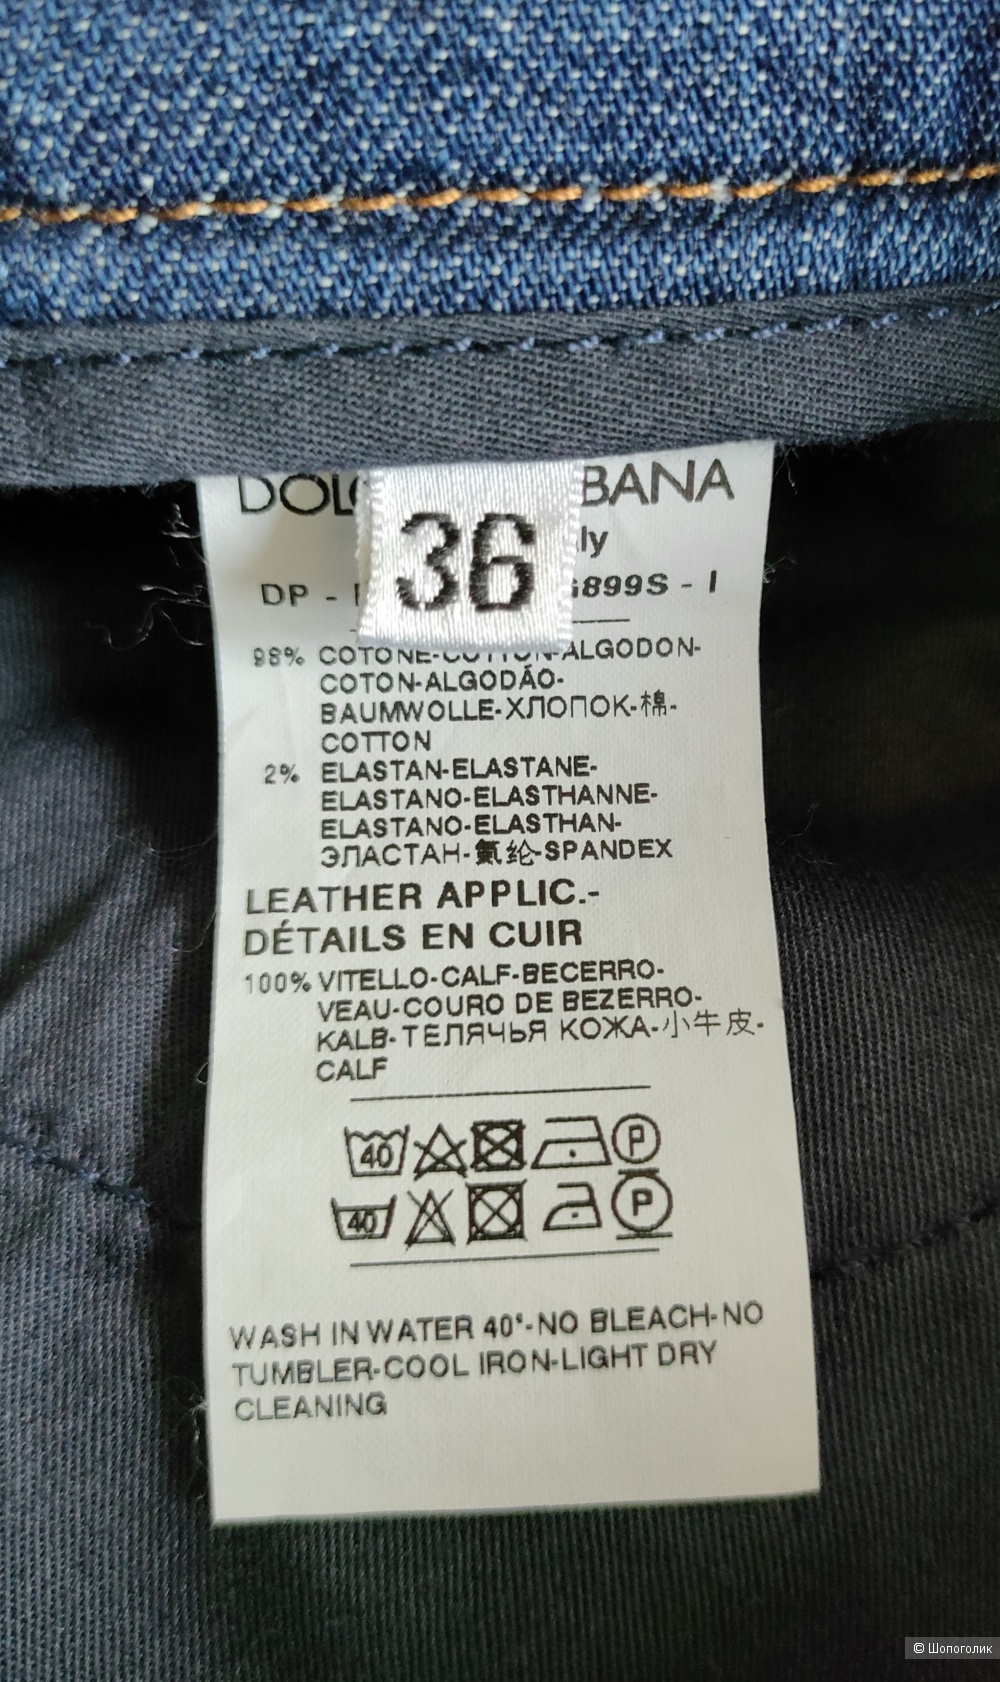 36
DP -
899S - I
98% COTONE-COTTON-ALGODON-
COTON-ALGODÃO-
BAUMWOLLE-ХЛОПОК-棉-
COTTON
2% ELASTAN-ELASTANE-
ELASTANO-ELASTHANNE-
ELASTANO-ELASTHAN-
ЭЛАСТАН-氨纶-SPANDEX
LEATHER APPLIC.-
DÉTAILS EN CUIR
100% VITELLO-CALF-BECERRO-
VEAU-COURO DE BEZERRO-
KALB-ТЕЛЯЧЬЯ КОЖА-小牛皮-
CALF
40 P
40 P
WASH IN WATER 40°-NO BLEACH-NO
TUMBLER-COOL IRON-LIGHT DRY
CLEANING
© Шопоголик